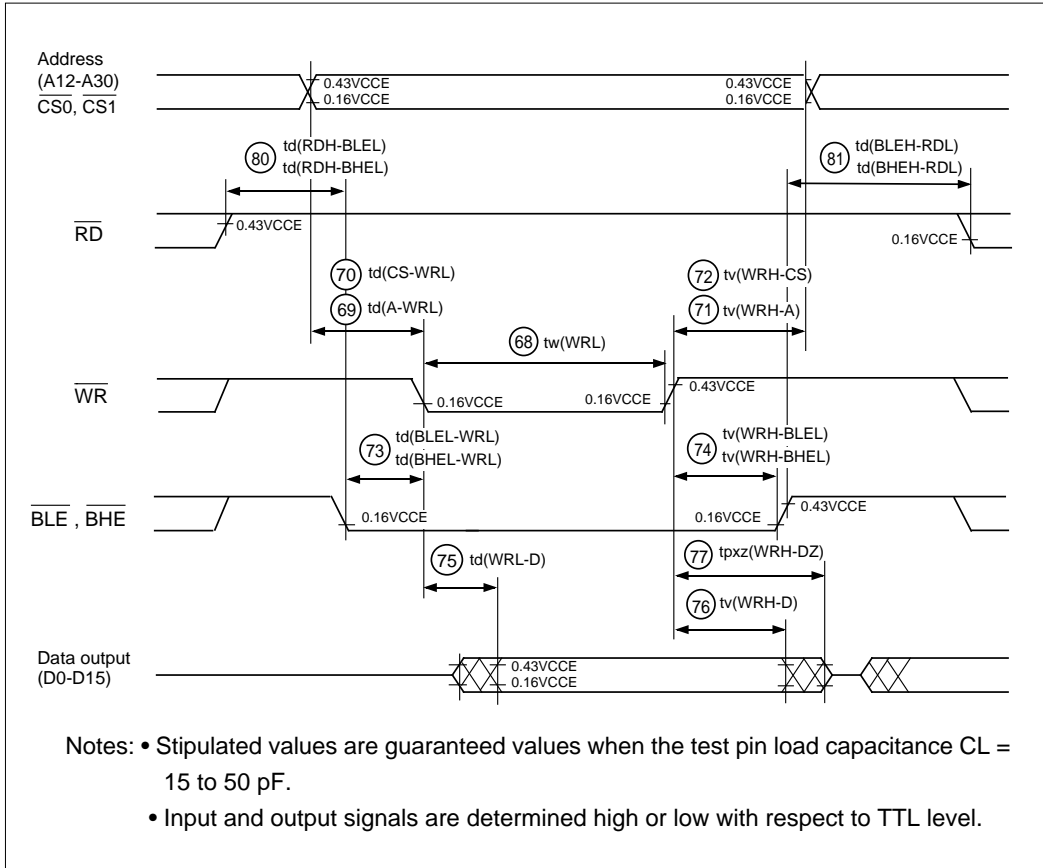 Address
(A12-A30)
CS0, CS1
0.43VCCE
0.16VCCE
0.43VCCE
0.16VCCE
80 td(RDH-BLEL)
td(RDH-BHEL)
81 td(BLEH-RDL)
td(BHEH-RDL)
RD
0.43VCCE
0.16VCCE
70 td(CS-WRL)
69 td(A-WRL)
72 tv(WRH-CS)
71 tv(WRH-A)
68 tw(WRL)
WR
0.16VCCE
0.16VCCE
0.43VCCE
73 td(BLEL-WRL)
td(BHEL-WRL)
74 tv(WRH-BLEL)
tv(WRH-BHEL)
BLE , BHE
0.16VCCE
0.16VCCE
0.43VCCE
75 td(WRL-D)
77 tpxz(WRH-DZ)
76 tv(WRH-D)
Data output
(D0-D15)
0.43VCCE
0.16VCCE
Notes: • Stipulated values are guaranteed values when the test pin load capacitance CL =
15 to 50 pF.
• Input and output signals are determined high or low with respect to TTL level.